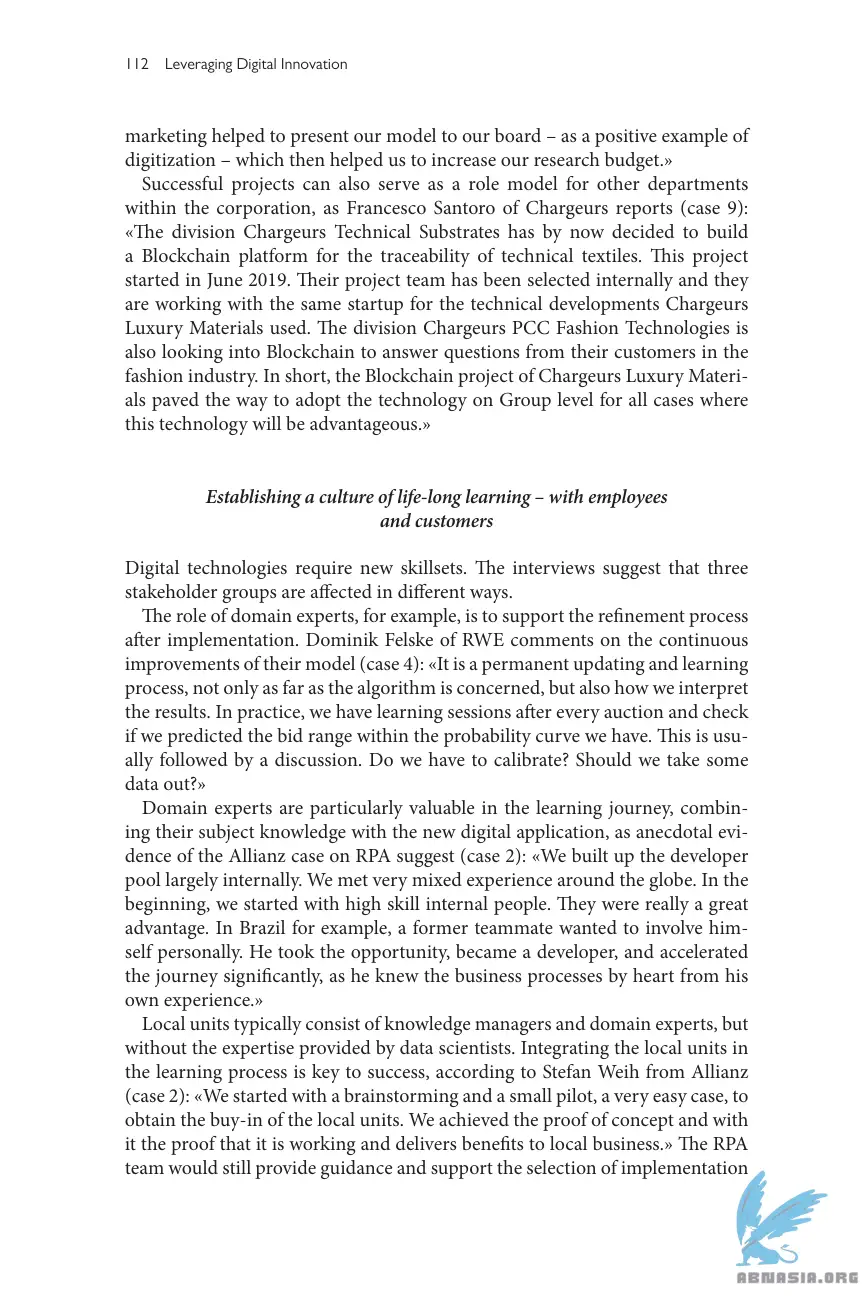 112 Leveraging Digital Innovation
marketing helped to present our model to our board – as a positive example of
digitization – which then helped us to increase our research budget.»
Successful projects can also serve as a role model for other departments
within the corporation, as Francesco Santoro of Chargeurs reports (case 9):
«The division Chargeurs Technical Substrates has by now decided to build
a Blockchain platform for the traceability of technical textiles. This project
started in June 2019. Their project team has been selected internally and they
are working with the same startup for the technical developments Chargeurs
Luxury Materials used. The division Chargeurs PCC Fashion Technologies is
also looking into Blockchain to answer questions from their customers in the
fashion industry. In short, the Blockchain project of Chargeurs Luxury Materi-
als paved the way to adopt the technology on Group level for all cases where
this technology will be advantageous.»
Establishing a culture of life-long learning – with employees
and customers
Digital technologies require new skillsets. The interviews suggest that three
stakeholder groups are affected in different ways.
The role of domain experts, for example, is to support the refinement process
after implementation. Dominik Felske of RWE comments on the continuous
improvements of their model (case 4): «It is a permanent updating and learning
process, not only as far as the algorithm is concerned, but also how we interpret
the results. In practice, we have learning sessions after every auction and check
if we predicted the bid range within the probability curve we have. This is usu-
ally followed by a discussion. Do we have to calibrate? Should we take some
data out?»
Domain experts are particularly valuable in the learning journey, combin-
ing their subject knowledge with the new digital application, as anecdotal evi-
dence of the Allianz case on RPA suggest (case 2): «We built up the developer
pool largely internally. We met very mixed experience around the globe. In the
beginning, we started with high skill internal people. They were really a great
advantage. In Brazil for example, a former teammate wanted to involve him-
self personally. He took the opportunity, became a developer, and accelerated
the journey significantly, as he knew the business processes by heart from his
own experience.»
Local units typically consist of knowledge managers and domain experts, but
without the expertise provided by data scientists. Integrating the local units in
the learning process is key to success, according to Stefan Weih from Allianz
(case 2): «We started with a brainstorming and a small pilot, a very easy case, to
obtain the buy-in of the local units. We achieved the proof of concept and with
it the proof that it is working and delivers benefits to local business.» The RPA
team would still provide guidance and support the selection of implementation
ABNASIA.ORG